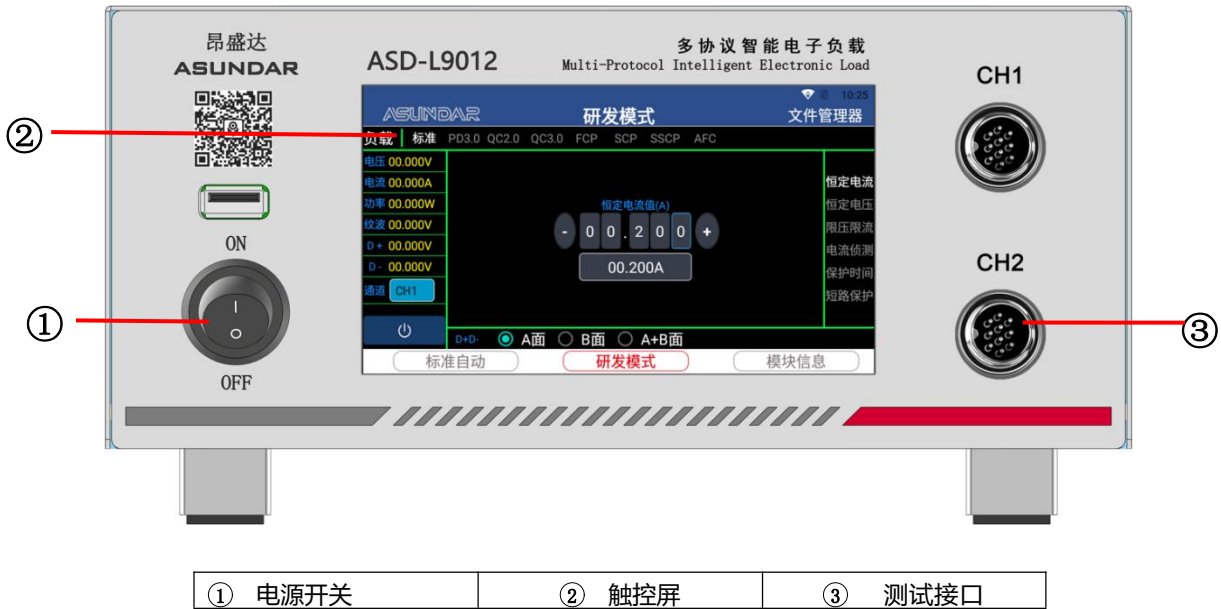 昂盛达
ASUNDAR
ASD-L9012
多协议智能电子负载
Multi-Protocol Intelligent Electronic Load
CH1
②
10:25
ASUNDAR 研发模式 文件管理器
负载 标准 PD3.0 QC2.0 QC3.0 FCP SCP SSCP AFC
电压 00.000V
电流 00.000A
功率 00.000W
纹波 00.000V
D+ 00.000V
D- 00.000V
通道 CH1
恒定电流值(A)
- 0 0 . 2 0 0 +
00.200A
恒定电流
恒定电压
限压限流
电流侦测
保护时间
短路保护
D+D- A面 B面 A+B面
标准自动 研发模式 模块信息
ON
①
OFF
CH2
③
① 电源开关 ② 触控屏 ③ 测试接口